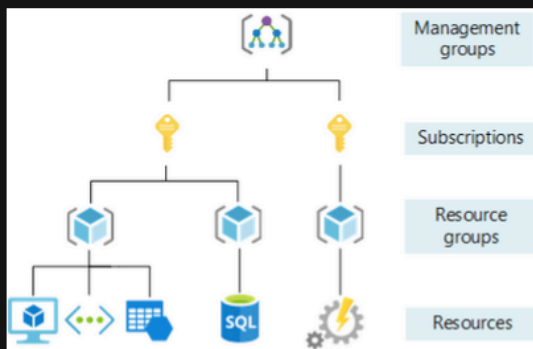 Management
groups
Subscriptions
Resource
groups
SQL
Resources